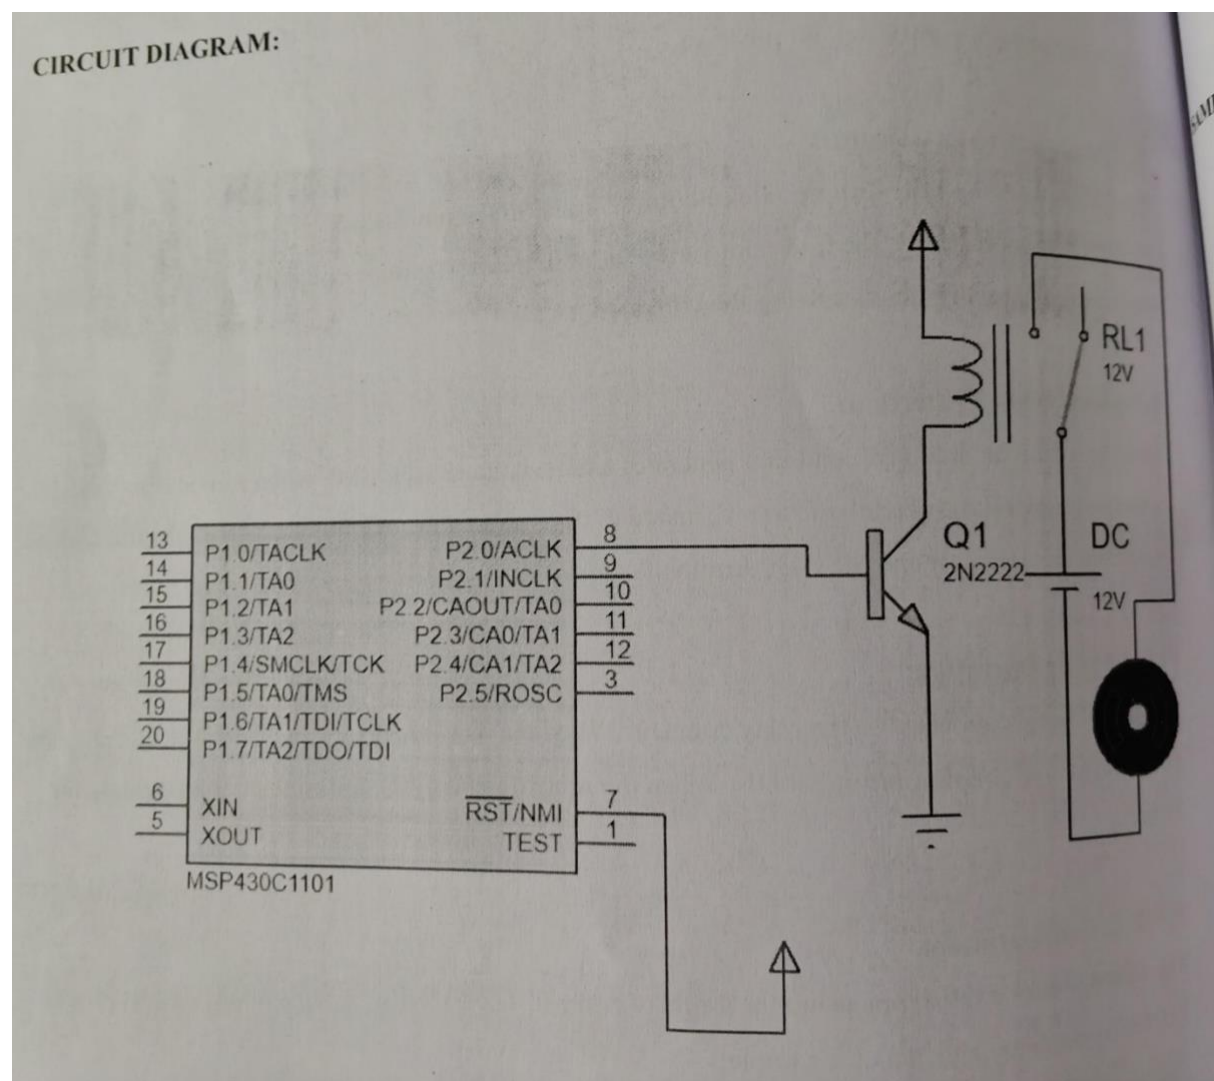 CIRCUIT DIAGRAM:
RL1
12V
Q1
2N2222
DC
12V
13
P1.0/TACLK
14
P1.1/TA0
15
P1.2/TA1
16
P1.3/TA2
17
P1.4/SMCLK/TCK
18
P1.5/TA0/TMS
19
P1.6/TA1/TDI/TCLK
20
P1.7/TA2/TDO/TDI
6
XIN
5
XOUT
P2.0/ACLK
8
P2.1/INCLK
9
P2 2/CAOUT/TA0
10
P2.3/CA0/TA1
11
P2.4/CA1/TA2
12
P2.5/ROSC
3
RST/NMI
7
TEST
1
MSP430C1101